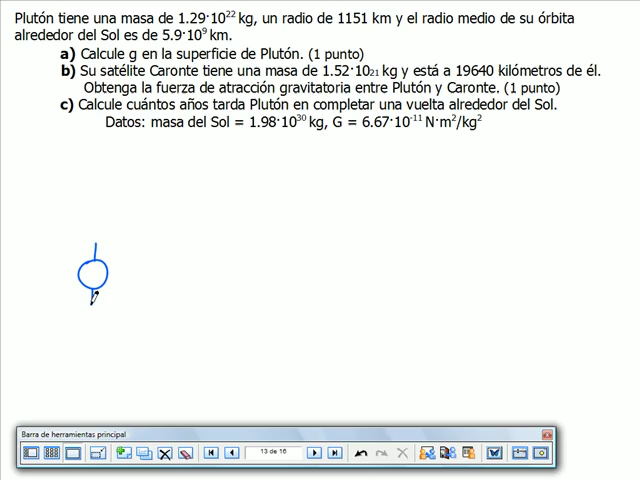 Plutón tiene una masa de 1.29·10²² kg, un radio de 1151 km y el radio medio de su órbita
alrededor del Sol es de 5.9·10⁹ km.
a) Calcule g en la superficie de Plutón. (1 punto)
b) Su satélite Caronte tiene una masa de 1.52·10₂₁ kg y está a 19640 kilómetros de él.
Obtenga la fuerza de atracción gravitatoria entre Plutón y Caronte. (1 punto)
c) Calcule cuántos años tarda Plutón en completar una vuelta alrededor del Sol.
Datos: masa del Sol = 1.98·10³⁰ kg, G = 6.67·10⁻¹¹ N·m²/kg²
Barra de herramientas principal
13 de 16